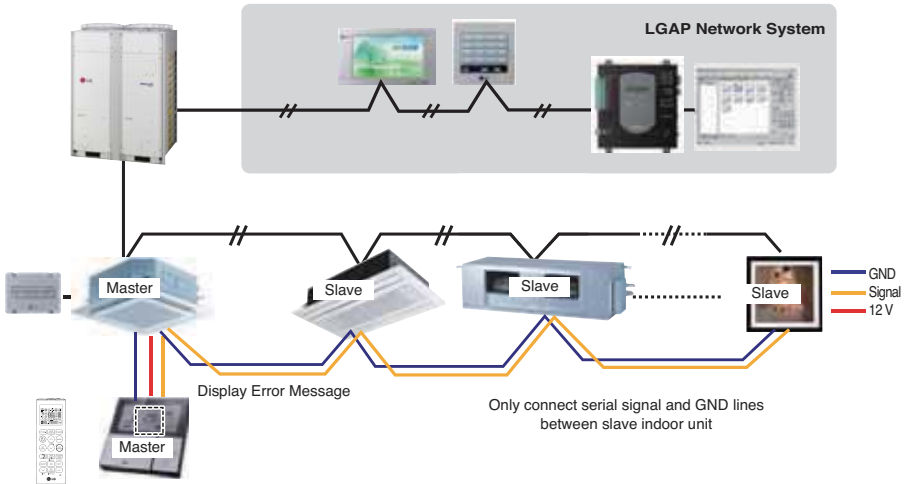 LGAP Network System
Master
Slave
Slave
Slave
GND
Signal
12 V
Display Error Message
Only connect serial signal and GND lines
between slave indoor unit
Master